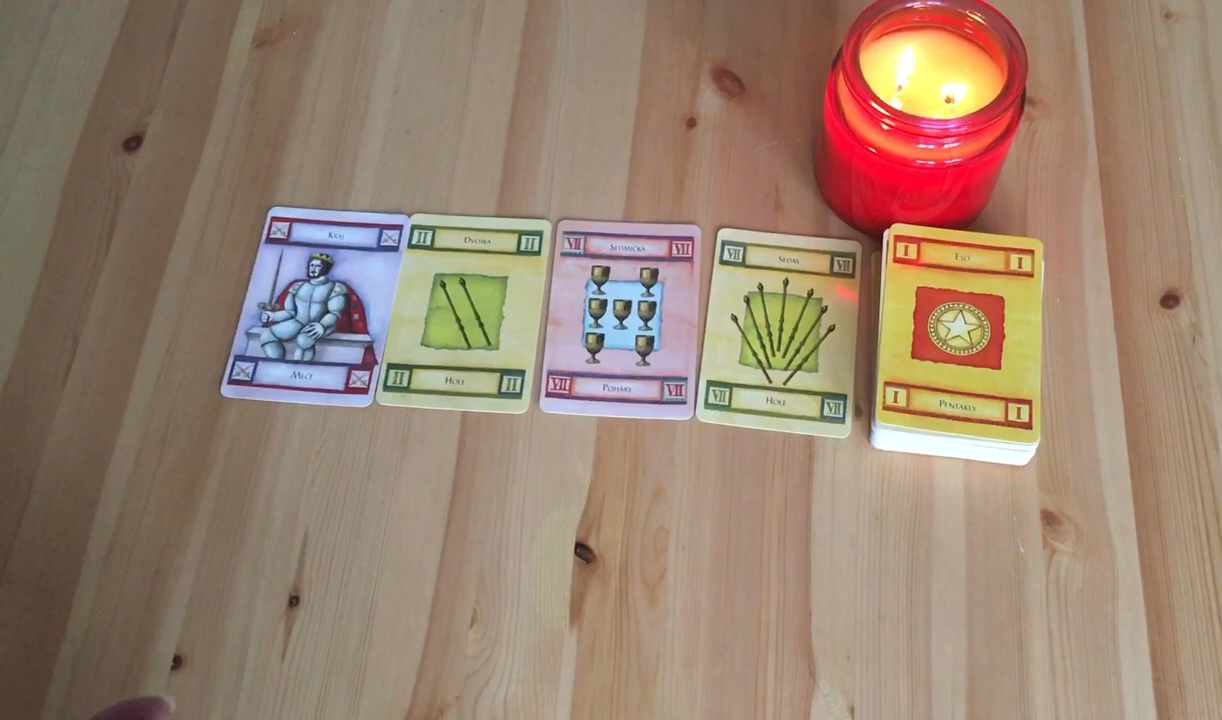 KRÁL
MEČE
II DVOJKA II
II HOLE II
VII SEDMIČKA VII
VII POHÁRY VII
VII SEDM VII
VII HOLE VII
I ESO I
I PENTAKLY I